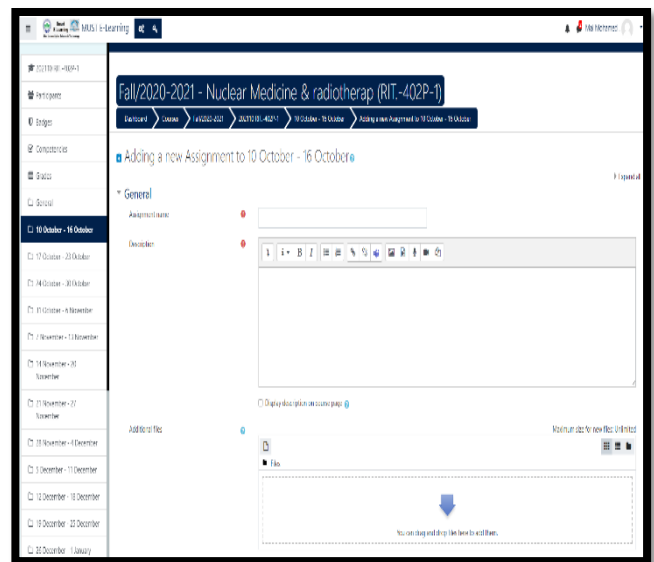 MUST E-Learning
Mai Mohamed
Participants
Badges
Competencies
Grades
General
10 October - 16 October
17 October - 23 October
24 October - 30 October
31 October - 6 November
7 November - 13 November
14 November - 20
November
21 November - 27
November
28 November - 4 December
5 December - 11 December
12 December - 18 December
19 December - 25 December
26 December - 1 January
Fall/2020-2021 - Nuclear Medicine & radiotherap (RIT.-402P-1)
Dashboard
Courses
Fall/2020-2021
10 October - 16 October
Adding a new Assignment to 10 October - 16 October
Adding a new Assignment to 10 October - 16 October
Expand all
General
Assignment name
Description
Display description on course page
Additional files
Maximum size for new files: Unlimited
Files
You can drag and drop files here to add them.